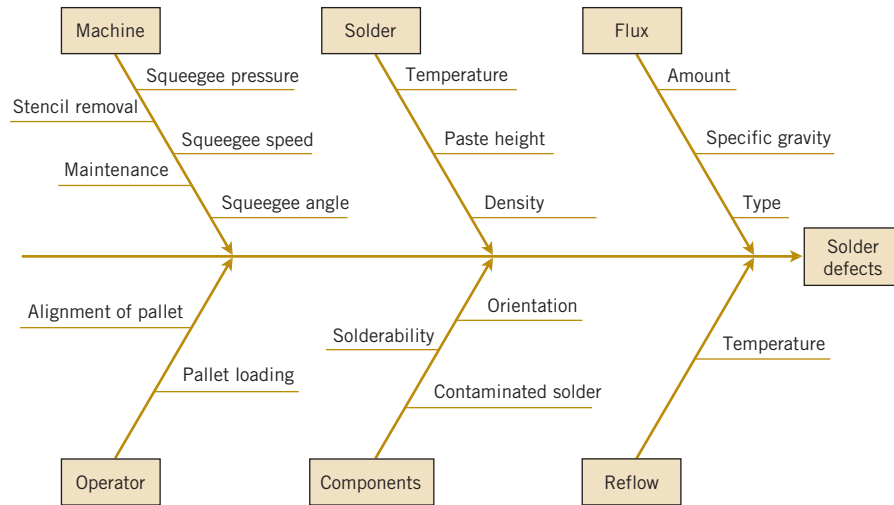 Machine
Solder
Flux
Squeegee pressure
Temperature
Amount
Stencil removal
Squeegee speed
Paste height
Specific gravity
Maintenance
Squeegee angle
Density
Type
Solder
defects
Alignment of pallet
Orientation
Solderability
Temperature
Pallet loading
Contaminated solder
Operator
Components
Reflow